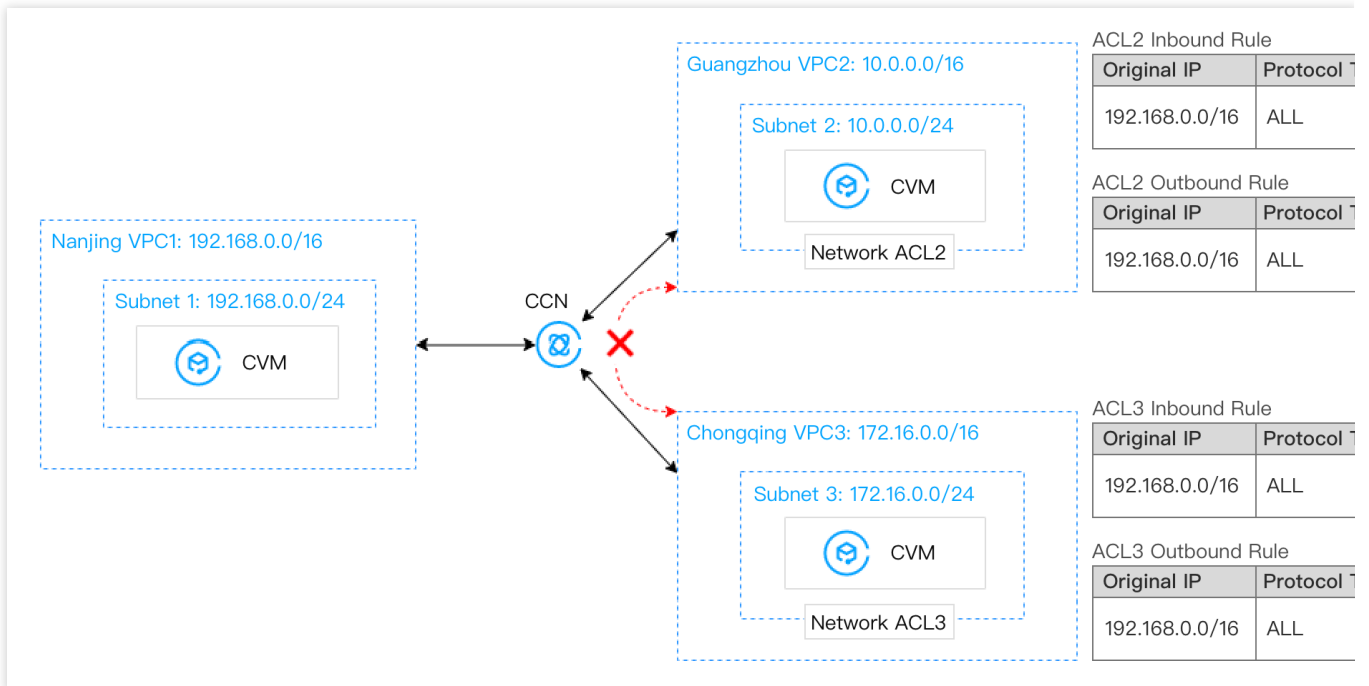 Nanjing VPC1: 192.168.0.0/16
Subnet 1: 192.168.0.0/24
CVM
CCN
Guangzhou VPC2: 10.0.0.0/16
Subnet 2: 10.0.0.0/24
CVM
Network ACL2
Chongqing VPC3: 172.16.0.0/16
Subnet 3: 172.16.0.0/24
CVM
Network ACL3
ACL2 Inbound Rule
Original IP Protocol
192.168.0.0/16 ALL
ACL2 Outbound Rule
Original IP Protocol
192.168.0.0/16 ALL
ACL3 Inbound Rule
Original IP Protocol
192.168.0.0/16 ALL
ACL3 Outbound Rule
Original IP Protocol
192.168.0.0/16 ALL